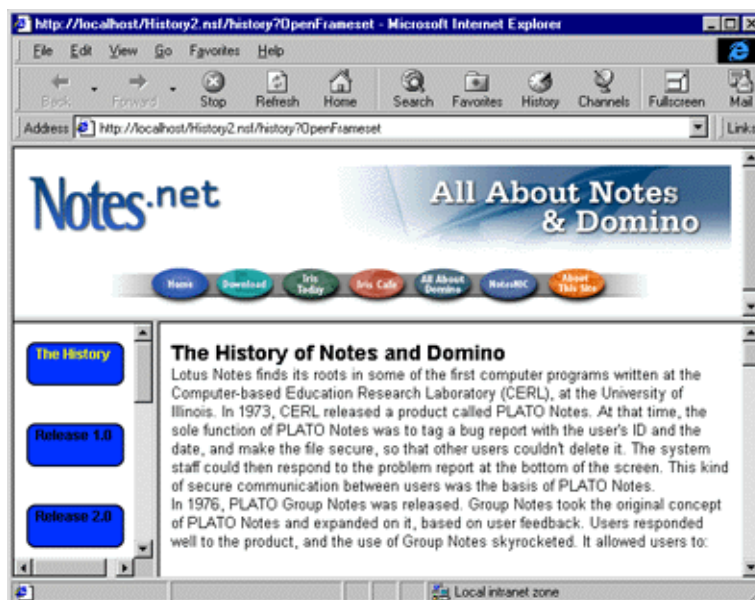 http://localhost/History2.nsf/history?OpenFrameset - Microsoft Internet Explorer
File Edit View Go Favorites Help
Back Forward Stop Refresh Home Search Favorites History Channels Fullscreen Mail
Address http://localhost/History2.nsf/history?OpenFrameset Links
Notes.net
All About Notes
& Domino
Home Download Iris Today Iris Cafe All About Domino NotesNIC About This Site
The History
Release 1.0
Release 2.0
The History of Notes and Domino
Lotus Notes finds its roots in some of the first computer programs written at the
Computer-based Education Research Laboratory (CERL), at the University of
Illinois. In 1973, CERL released a product called PLATO Notes. At that time, the
sole function of PLATO Notes was to tag a bug report with the user's ID and the
date, and make the file secure, so that other users couldn't delete it. The system
staff could then respond to the problem report at the bottom of the screen. This kind
of secure communication between users was the basis of PLATO Notes.
In 1976, PLATO Group Notes was released. Group Notes took the original concept
of PLATO Notes and expanded on it, based on user feedback. Users responded
well to the product, and the use of Group Notes skyrocketed. It allowed users to:
Local intranet zone